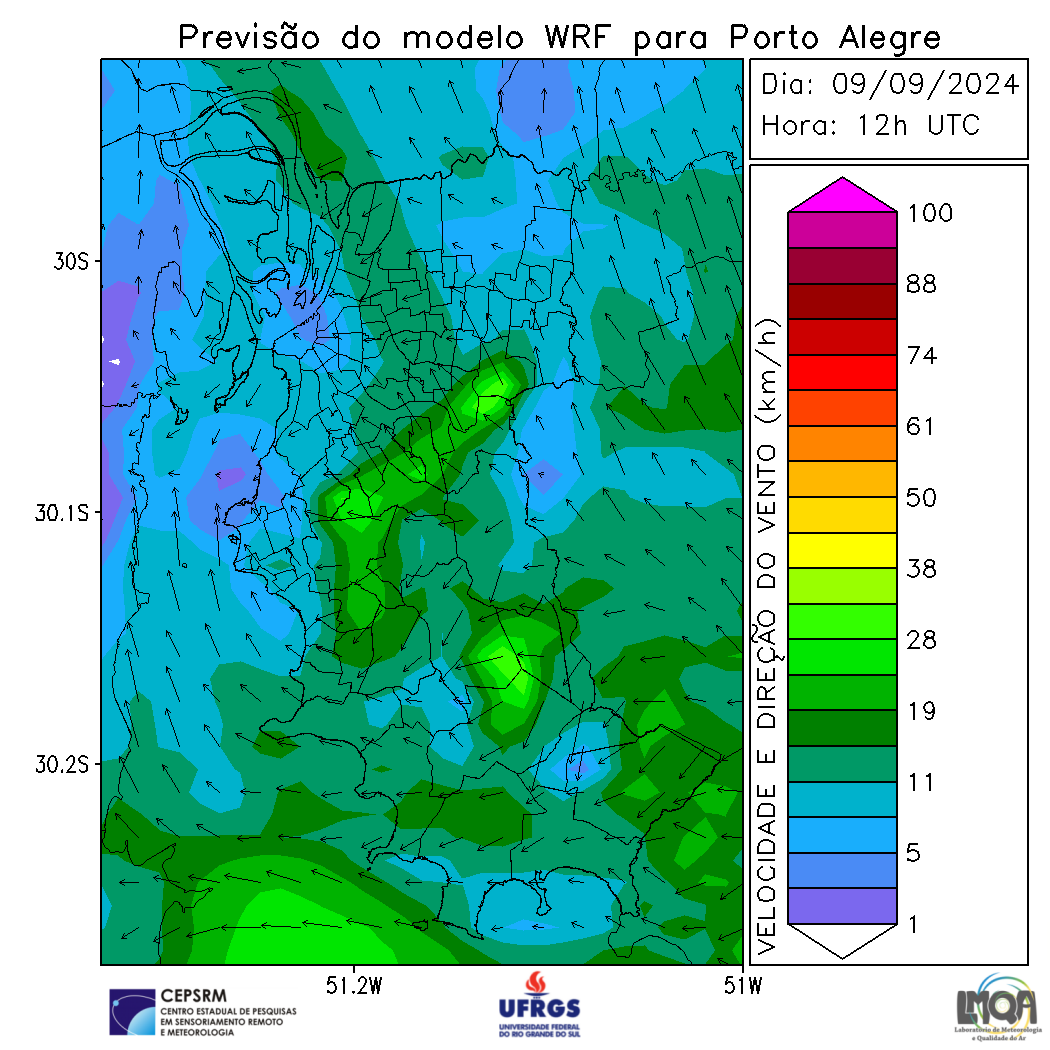 Previsão do modelo WRF para Porto Alegre
Dia: 09/09/2024
Hora: 12h UTC
30S
30.1S
30.2S
51.2W
51W
VELOCIDADE E DIREÇÃO DO VENTO (km/h)
100
88
74
61
50
38
28
19
11
5
1
CEPSRM
CENTRO ESTADUAL DE PESQUISAS
EM SENSORIAMENTO REMOTO
E METEOROLOGIA
UFRGS
UNIVERSIDADE FEDERAL
DO RIO GRANDE DO SUL
LMQA
Laboratório de Meteorologia
e Qualidade do Ar